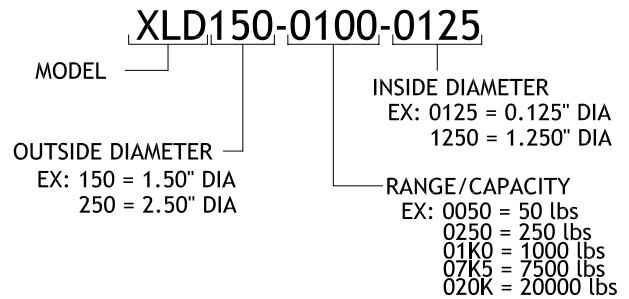 XLD150-0100-0125
MODEL
INSIDE DIAMETER
EX: 0125 = 0.125" DIA
1250 = 1.250" DIA
OUTSIDE DIAMETER
EX: 150 = 1.50" DIA
250 = 2.50" DIA
RANGE/CAPACITY
EX: 0050 = 50 lbs
0250 = 250 lbs
01K0 = 1000 lbs
07K5 = 7500 lbs
020K = 20000 lbs